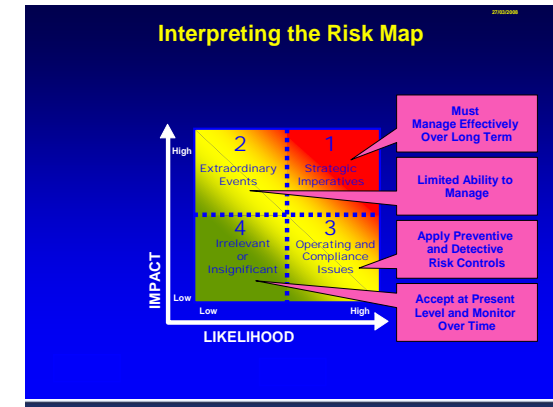 27/03/2008
Interpreting the Risk Map
Must
Manage Effectively
Over Long Term
High
2
Extraordinary
Events
1
Strategic
Imperatives
Limited Ability to
Manage
4
Irrelevant
or
Insignificant
3
Operating and
Compliance
Issues
Apply Preventive
and Detective
Risk Controls
IMPACT
Low
Low
High
Accept at Present
Level and Monitor
Over Time
LIKELIHOOD